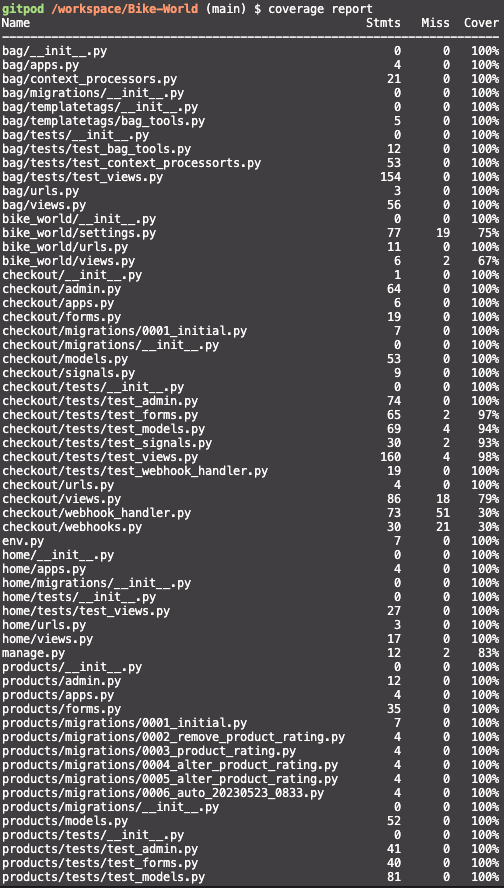 gitpod /workspace/Bike-World (main) $ coverage report
Name Stmts Miss Cover
bag/__init__.py 0 0 100%
bag/apps.py 4 0 100%
bag/context_processors.py 21 0 100%
bag/migrations/__init__.py 0 0 100%
bag/templatetags/__init__.py 0 0 100%
bag/templatetags/bag_tools.py 5 0 100%
bag/tests/__init__.py 0 0 100%
bag/tests/test_bag_tools.py 12 0 100%
bag/tests/test_context_processorts.py 53 0 100%
bag/tests/test_views.py 154 0 100%
bag/urls.py 3 0 100%
bag/views.py 56 0 100%
bike_world/__init__.py 0 0 100%
bike_world/settings.py 77 19 75%
bike_world/urls.py 11 0 100%
bike_world/views.py 6 2 67%
checkout/__init__.py 1 0 100%
checkout/admin.py 64 0 100%
checkout/apps.py 6 0 100%
checkout/forms.py 19 0 100%
checkout/migrations/0001_initial.py 7 0 100%
checkout/migrations/__init__.py 0 0 100%
checkout/models.py 53 0 100%
checkout/signals.py 9 0 100%
checkout/tests/__init__.py 0 0 100%
checkout/tests/test_admin.py 74 0 100%
checkout/tests/test_forms.py 65 2 97%
checkout/tests/test_models.py 69 4 94%
checkout/tests/test_signals.py 30 2 93%
checkout/tests/test_views.py 160 4 98%
checkout/tests/test_webhook_handler.py 19 0 100%
checkout/urls.py 4 0 100%
checkout/views.py 86 18 79%
checkout/webhook_handler.py 73 51 30%
checkout/webhooks.py 30 21 30%
env.py 7 0 100%
home/__init__.py 0 0 100%
home/apps.py 4 0 100%
home/migrations/__init__.py 0 0 100%
home/tests/__init__.py 0 0 100%
home/tests/test_views.py 27 0 100%
home/urls.py 3 0 100%
home/views.py 17 0 100%
manage.py 12 2 83%
products/__init__.py 0 0 100%
products/admin.py 12 0 100%
products/apps.py 4 0 100%
products/forms.py 35 0 100%
products/migrations/0001_initial.py 7 0 100%
products/migrations/0002_remove_product_rating.py 4 0 100%
products/migrations/0003_product_rating.py 4 0 100%
products/migrations/0004_alter_product_rating.py 4 0 100%
products/migrations/0005_alter_product_rating.py 4 0 100%
products/migrations/0006_auto_20230523_0833.py 4 0 100%
products/migrations/__init__.py 0 0 100%
products/models.py 52 0 100%
products/tests/__init__.py 0 0 100%
products/tests/test_admin.py 41 0 100%
products/tests/test_forms.py 40 0 100%
products/tests/test_models.py 81 0 100%